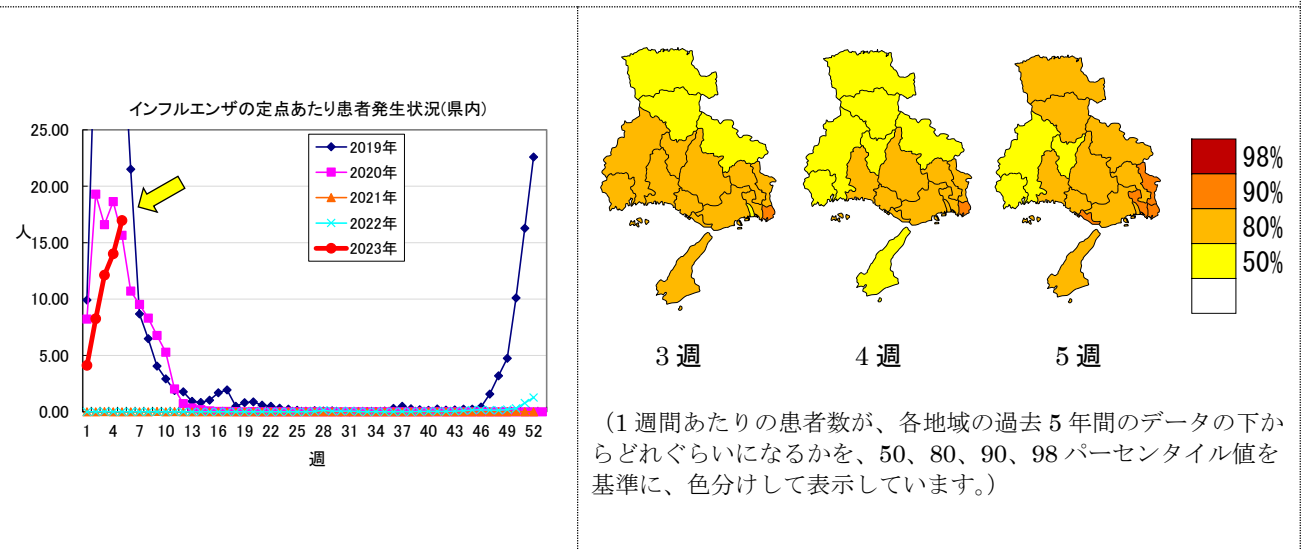 インフルエンザの定点あたり患者発生状況(県内)
25.00
20.00
15.00
10.00
5.00
0.00
人
1 4 7 10 13 16 19 22 25 28 31 34 37 40 43 46 49 52
週
2019年
2020年
2021年
2022年
2023年
3 週
4 週
5 週
98%
90%
80%
50%
（1 週間あたりの患者数が、各地域の過去 5 年間のデータの下か
らどれぐらいになるかを、50、80、90、98 パーセンタイル値を
基準に、色分けして表示しています。）